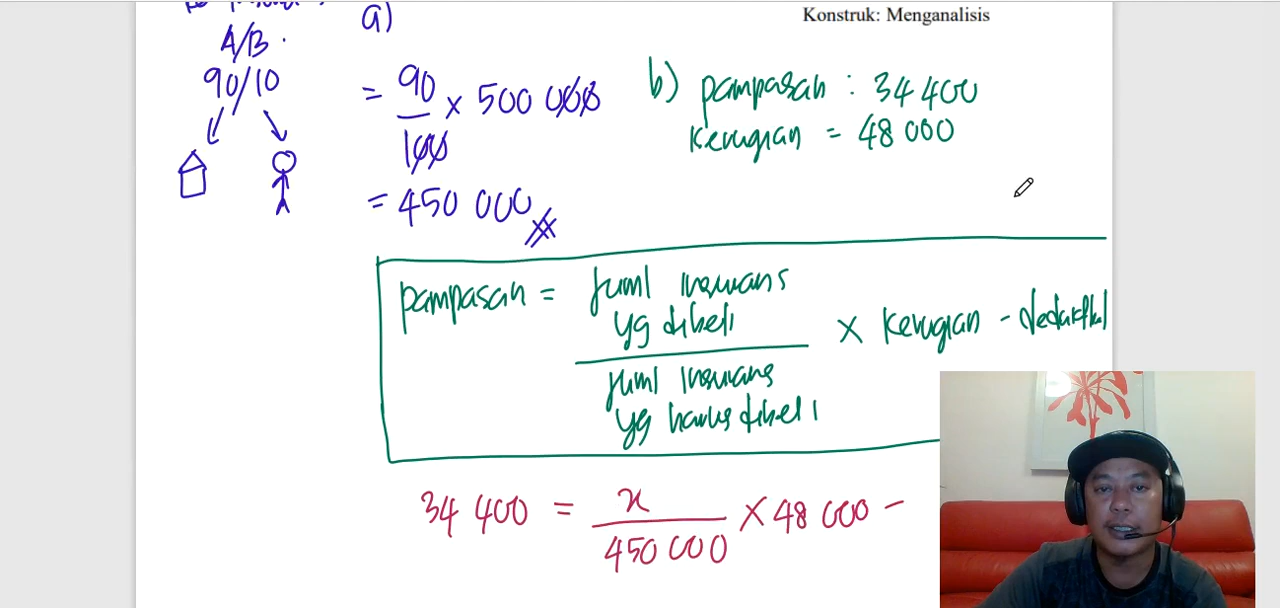 Konstruk: Menganalisis
A/B.
90/10
a)
= 90/100 x 500 000
= 450 000
b) pampasan : 34 400
kerugian = 48 000
pampasan = Juml insurans yg dibeli / Juml insurans yg harus dibeli x kerugian - deduktibel
34 400 = x/450 000 x 48 000 -